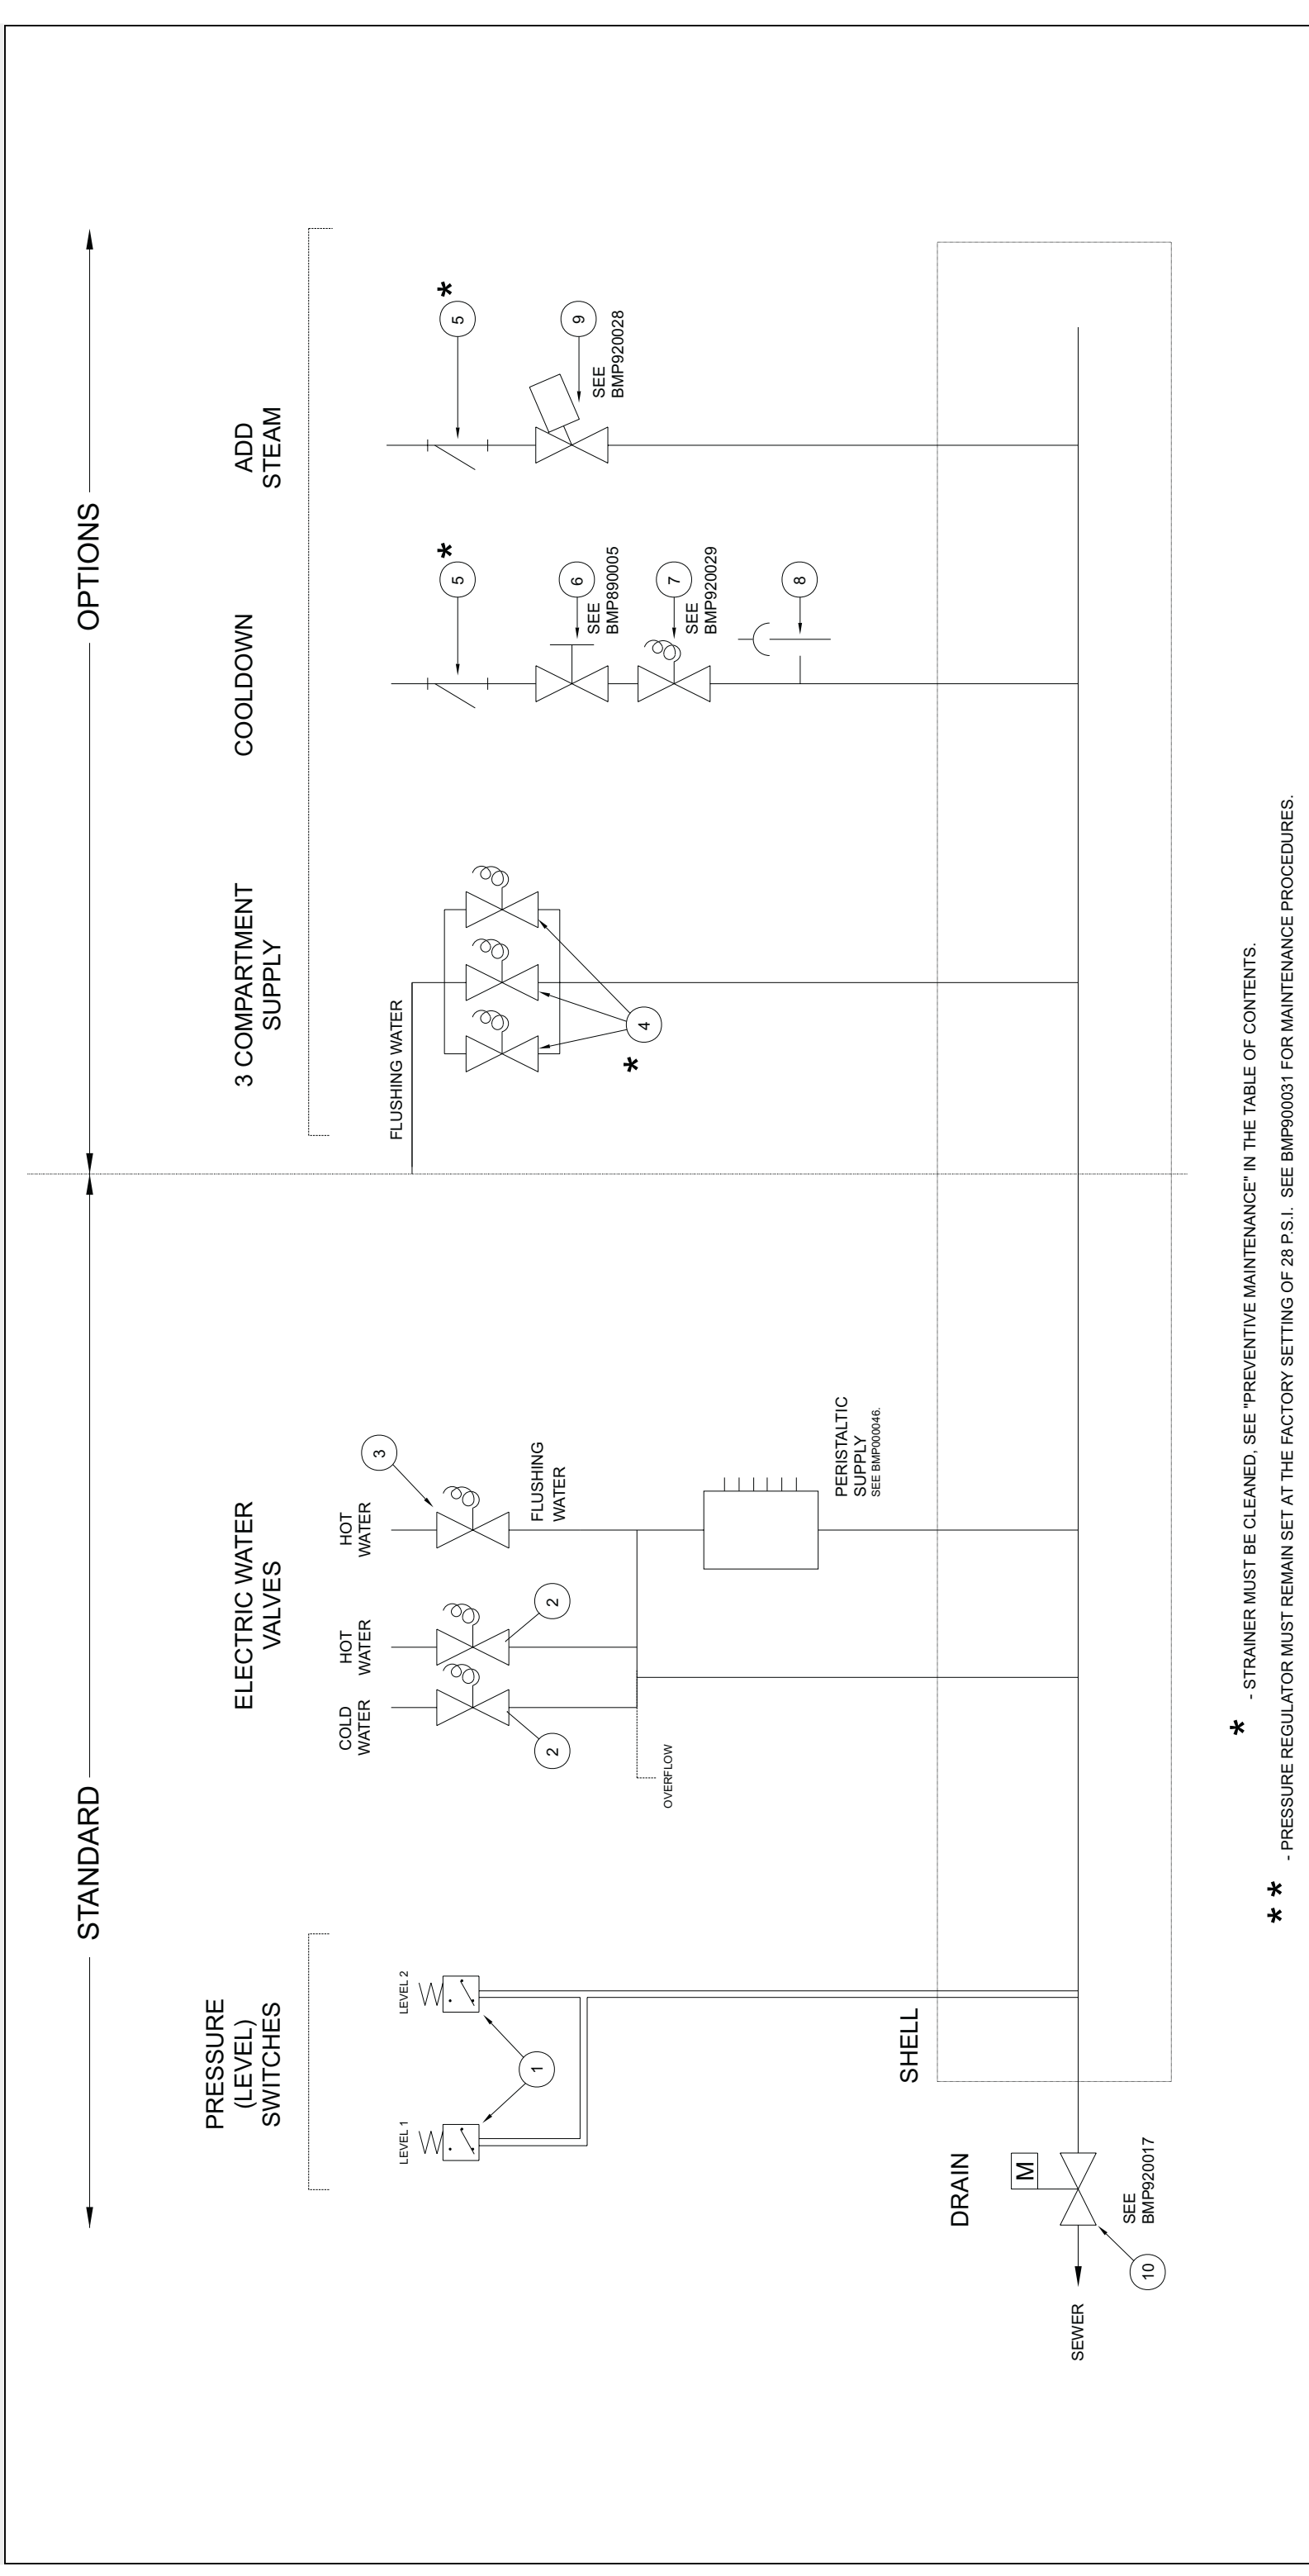 STANDARD
OPTIONS
PRESSURE
(LEVEL)
SWITCHES
ELECTRIC WATER
VALVES
3 COMPARTMENT
SUPPLY
COOLDOWN
ADD
STEAM
LEVEL 1
LEVEL 2
1
COLD
WATER
HOT
WATER
HOT
WATER
3
2
2
FLUSHING
WATER
OVERFLOW
PERISTALTIC
SUPPLY
SEE BMP000046.
FLUSHING WATER
*
4
5
*
6
SEE
BMP890005
7
SEE
BMP920029
8
5
*
9
SEE
BMP920028
SHELL
DRAIN
M
SEE
BMP920017
10
SEWER
* - STRAINER MUST BE CLEANED, SEE "PREVENTIVE MAINTENANCE" IN THE TABLE OF CONTENTS.
* * - PRESSURE REGULATOR MUST REMAIN SET AT THE FACTORY SETTING OF 28 P.S.I. SEE BMP900031 FOR MAINTENANCE PROCEDURES.